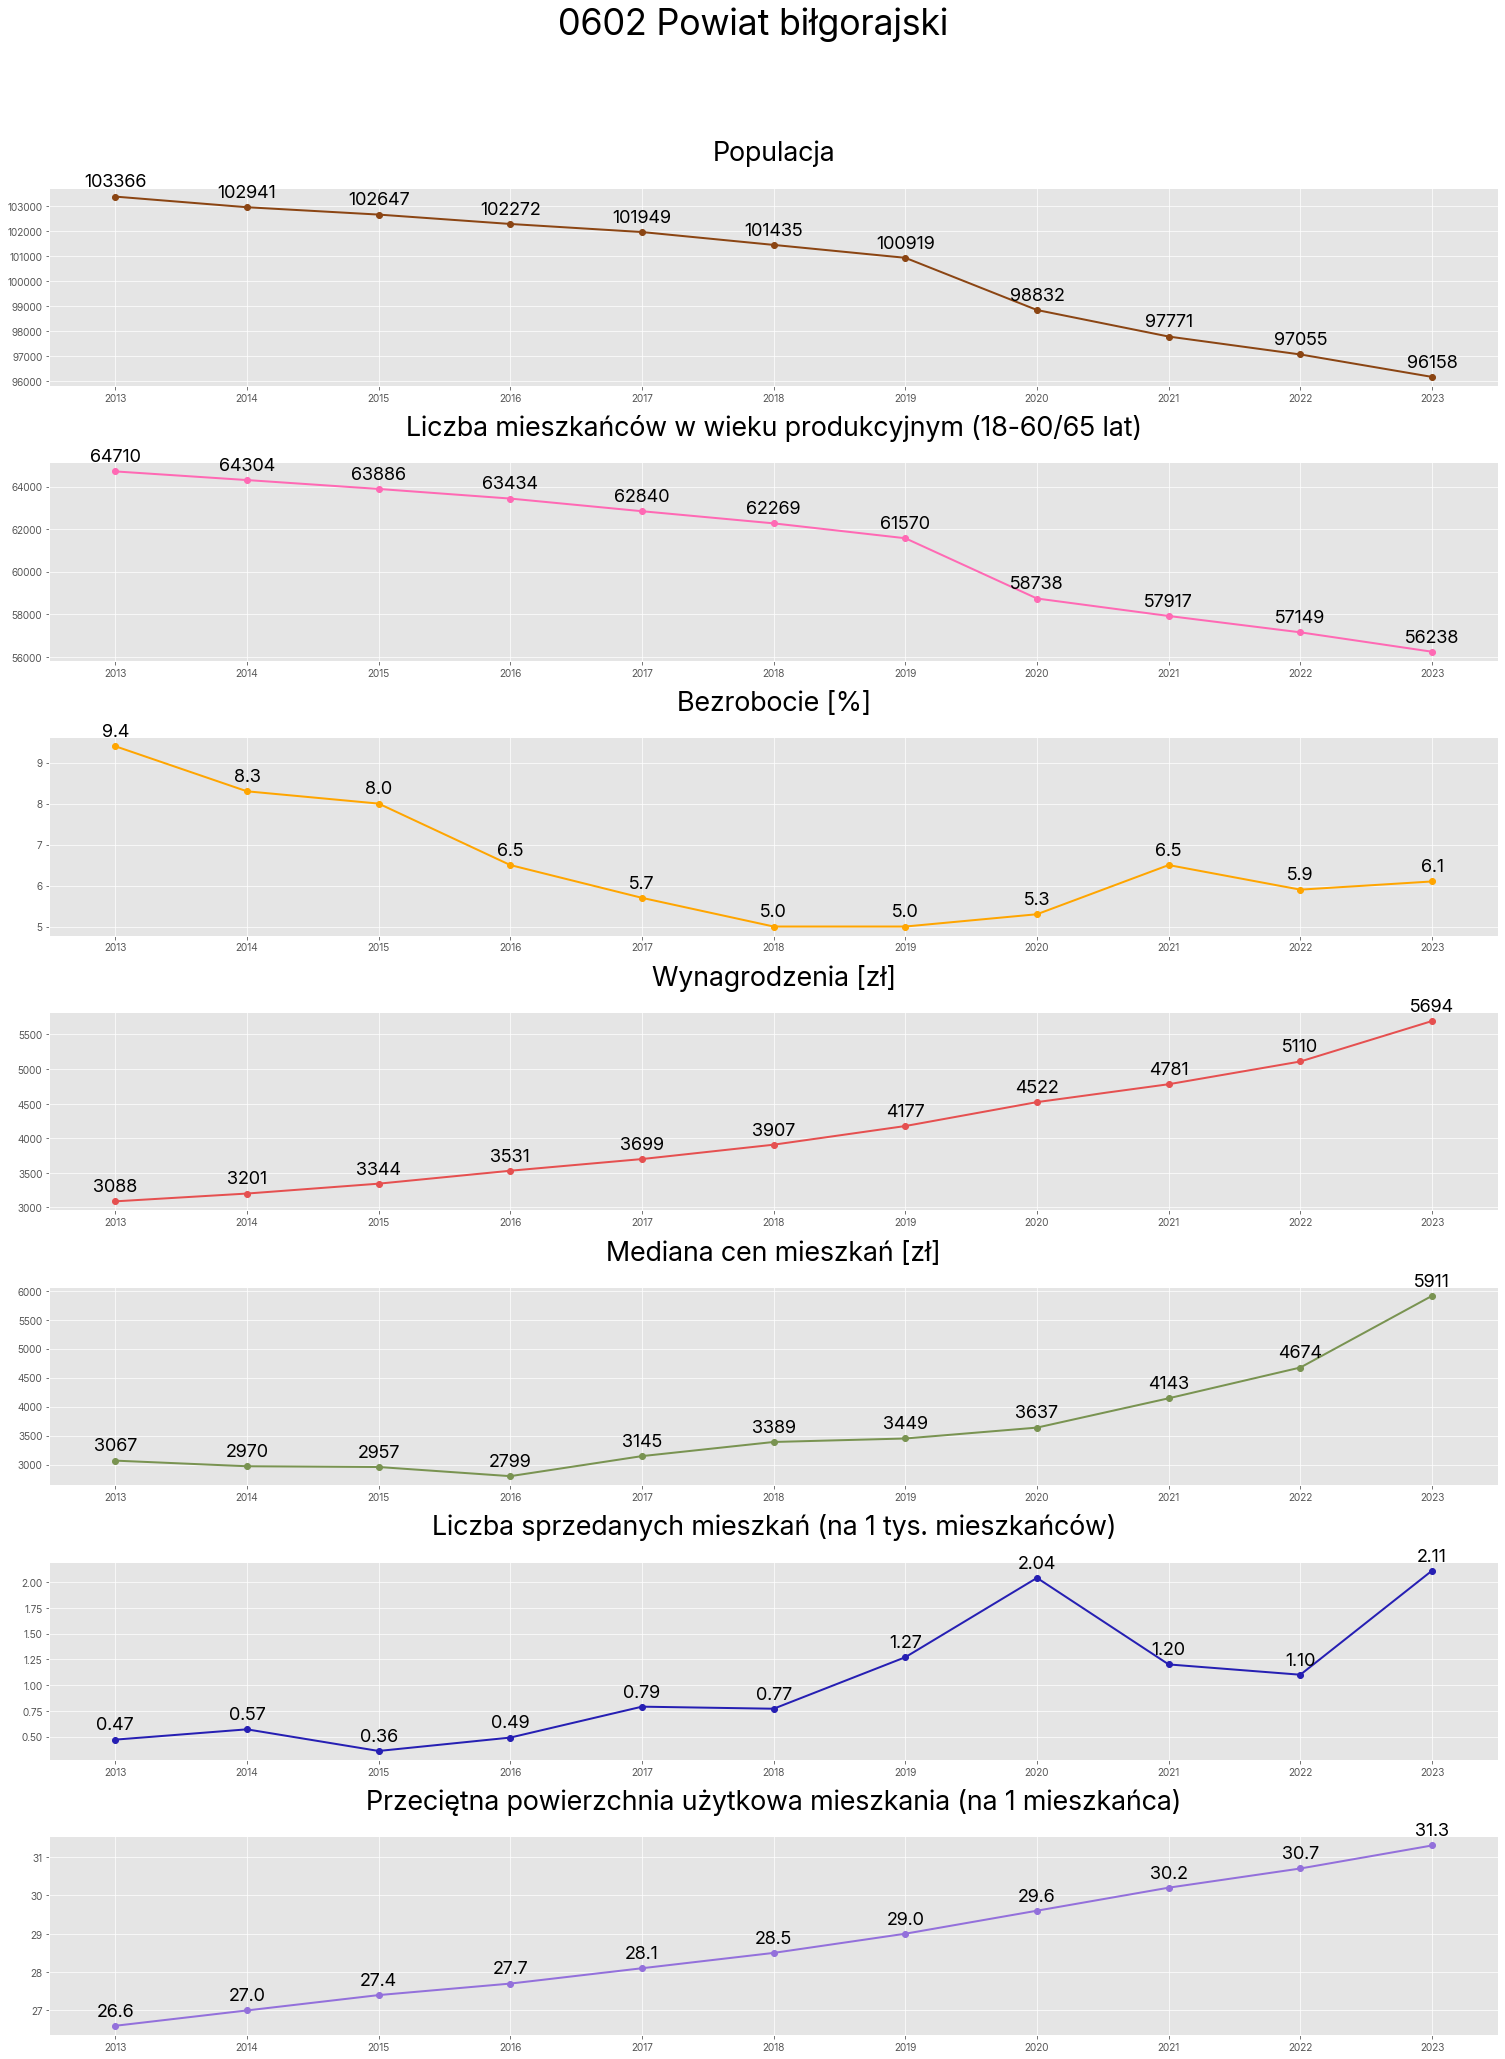 0602 Powiat biłgorajski
Populacja
103366 102941 102647 102272 101949 101435 100919 98832 97771 97055 96158
103000
102000
101000
100000
99000
98000
97000
96000
2013 2014 2015 2016 2017 2018 2019 2020 2021 2022 2023
Liczba mieszkańców w wieku produkcyjnym (18-60/65 lat)
64710 64304 63886 63434 62840 62269 61570 58738 57917 57149 56238
64000
62000
60000
58000
56000
2013 2014 2015 2016 2017 2018 2019 2020 2021 2022 2023
Bezrobocie [%]
9.4 8.3 8.0 6.5 5.7 5.0 5.0 5.3 6.5 5.9 6.1
9
8
7
6
5
2013 2014 2015 2016 2017 2018 2019 2020 2021 2022 2023
Wynagrodzenia [zł]
3088 3201 3344 3531 3699 3907 4177 4522 4781 5110 5694
5500
5000
4500
4000
3500
3000
2013 2014 2015 2016 2017 2018 2019 2020 2021 2022 2023
Mediana cen mieszkań [zł]
3067 2970 2957 2799 3145 3389 3449 3637 4143 4674 5911
6000
5500
5000
4500
4000
3500
3000
2013 2014 2015 2016 2017 2018 2019 2020 2021 2022 2023
Liczba sprzedanych mieszkań (na 1 tys. mieszkańców)
0.47 0.57 0.36 0.49 0.79 0.77 1.27 2.04 1.20 1.10 2.11
2.00
1.75
1.50
1.25
1.00
0.75
0.50
2013 2014 2015 2016 2017 2018 2019 2020 2021 2022 2023
Przeciętna powierzchnia użytkowa mieszkania (na 1 mieszkańca)
26.6 27.0 27.4 27.7 28.1 28.5 29.0 29.6 30.2 30.7 31.3
31
30
29
28
27
2013 2014 2015 2016 2017 2018 2019 2020 2021 2022 2023